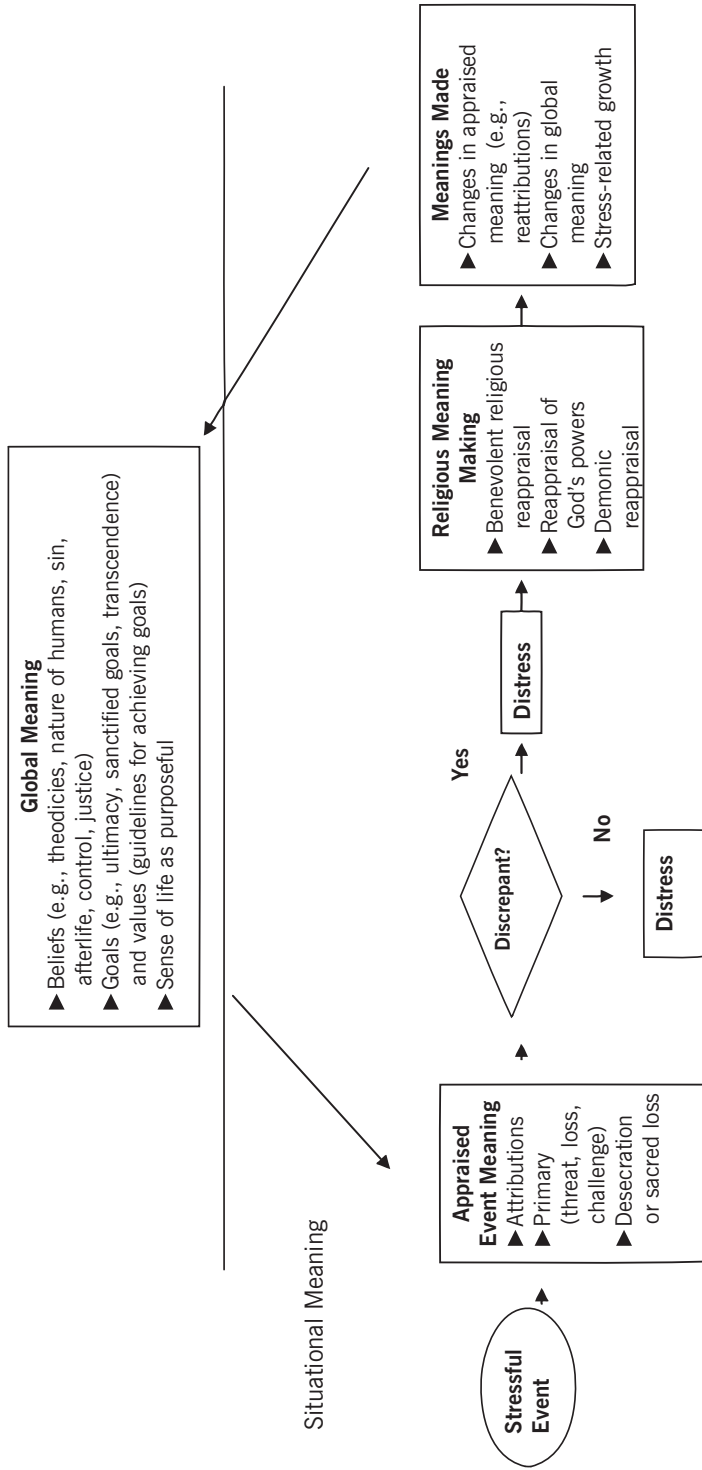 Global Meaning
▶ Beliefs (e.g., theodicies, nature of humans, sin,
afterlife, control, justice)
▶ Goals (e.g., ultimacy, sanctified goals, transcendence)
and values (guidelines for achieving goals)
▶ Sense of life as purposeful
Situational Meaning
Stressful
Event
Appraised
Event Meaning
▶ Attributions
▶ Primary
(threat, loss,
challenge)
▶ Desecration
or sacred loss
Discrepant?
Yes
No
Distress
Distress
Religious Meaning
Making
▶ Benevolent religious
reappraisal
▶ Reappraisal of
God's powers
▶ Demonic
reappraisal
Meanings Made
▶ Changes in appraised
meaning (e.g.,
reattributions)
▶ Changes in global
meaning
▶ Stress-related growth